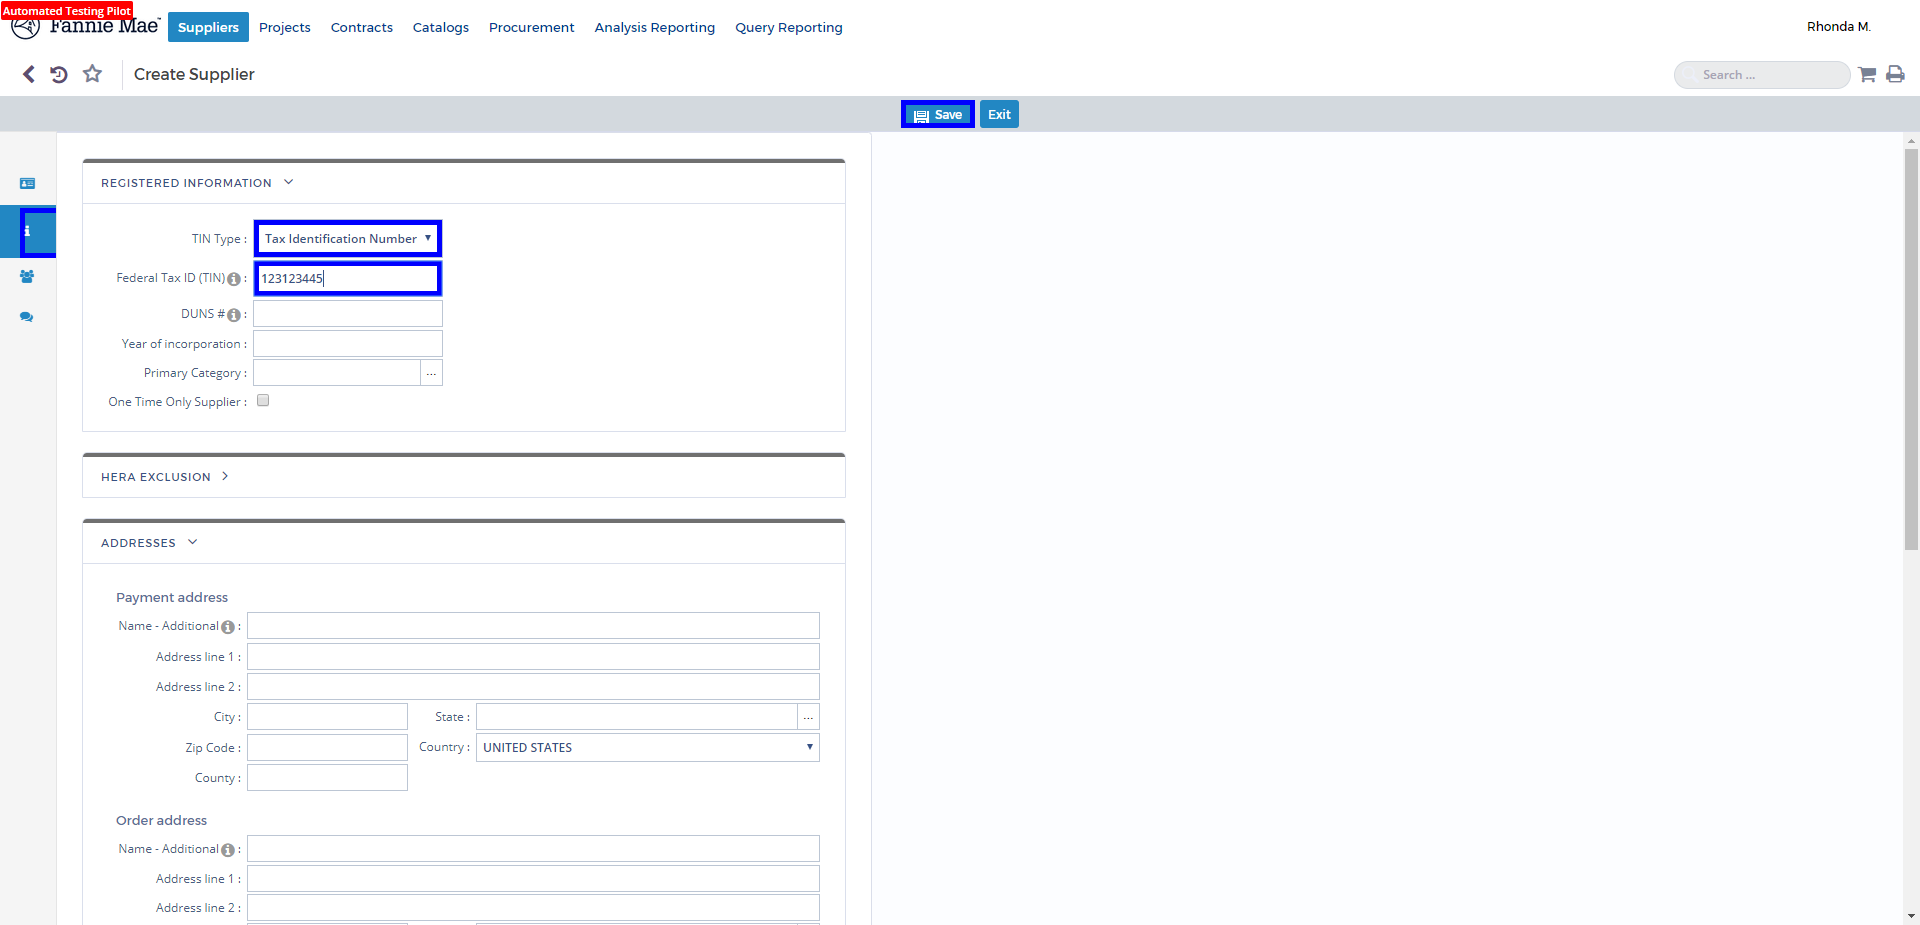 Automated Testing Pilot
Fannie Mae Suppliers Projects Contracts Catalogs Procurement Analysis Reporting Query Reporting Rhonda M.
Create Supplier Search ...
Save Exit
REGISTERED INFORMATION
TIN Type : Tax Identification Number
Federal Tax ID (TIN) : 123123445
DUNS # :
Year of incorporation :
Primary Category : ...
One Time Only Supplier :
HERA EXCLUSION
ADDRESSES
Payment address
Name - Additional :
Address line 1 :
Address line 2 :
City : State : ...
Zip Code : Country : UNITED STATES
County :
Order address
Name - Additional :
Address line 1 :
Address line 2 :